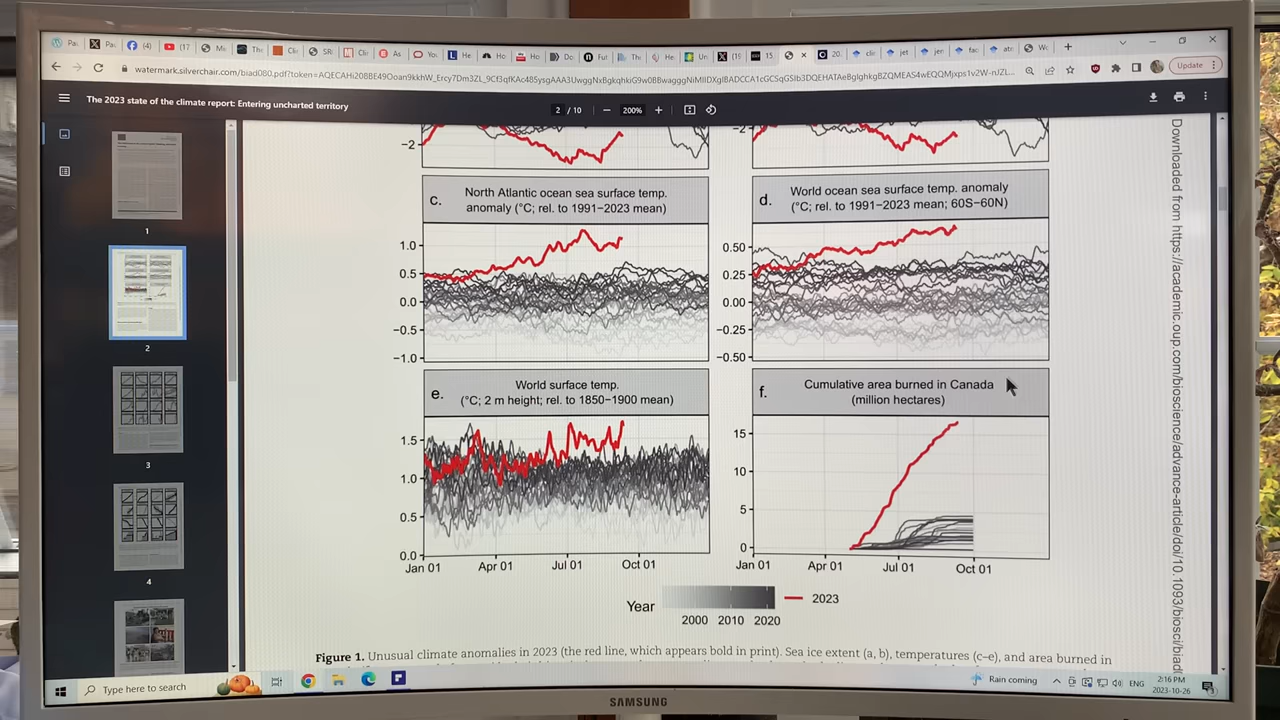 Update
watermark.silverchair.com/biad080.pdf?token=
The 2023 state of the climate report: Entering uncharted territory
2 / 10
200%
−2
−2
c.
North Atlantic ocean sea surface temp.
anomaly (°C; rel. to 1991−2023 mean)
1.0
0.5
0.0
−0.5
−1.0
d.
World ocean sea surface temp. anomaly
(°C; rel. to 1991−2023 mean; 60S−60N)
0.50
0.25
0.00
−0.25
−0.50
e.
World surface temp.
(°C; 2 m height; rel. to 1850−1900 mean)
1.5
1.0
0.5
0.0
Jan 01
Apr 01
Jul 01
Oct 01
f.
Cumulative area burned in Canada
(million hectares)
15
10
5
0
Jan 01
Apr 01
Jul 01
Oct 01
Year
2000 2010 2020
2023
Figure 1. Unusual climate anomalies in 2023 (the red line, which appears bold in print). Sea ice extent (a, b), temperatures (c–e), and area burned in
Downloaded from https://academic.oup.com/bioscience/advance-article/doi/10.1093/biosci/biad
1
2
3
4
Type here to search
Rain coming
ENG
2:16 PM
2023-10-26
SAMSUNG